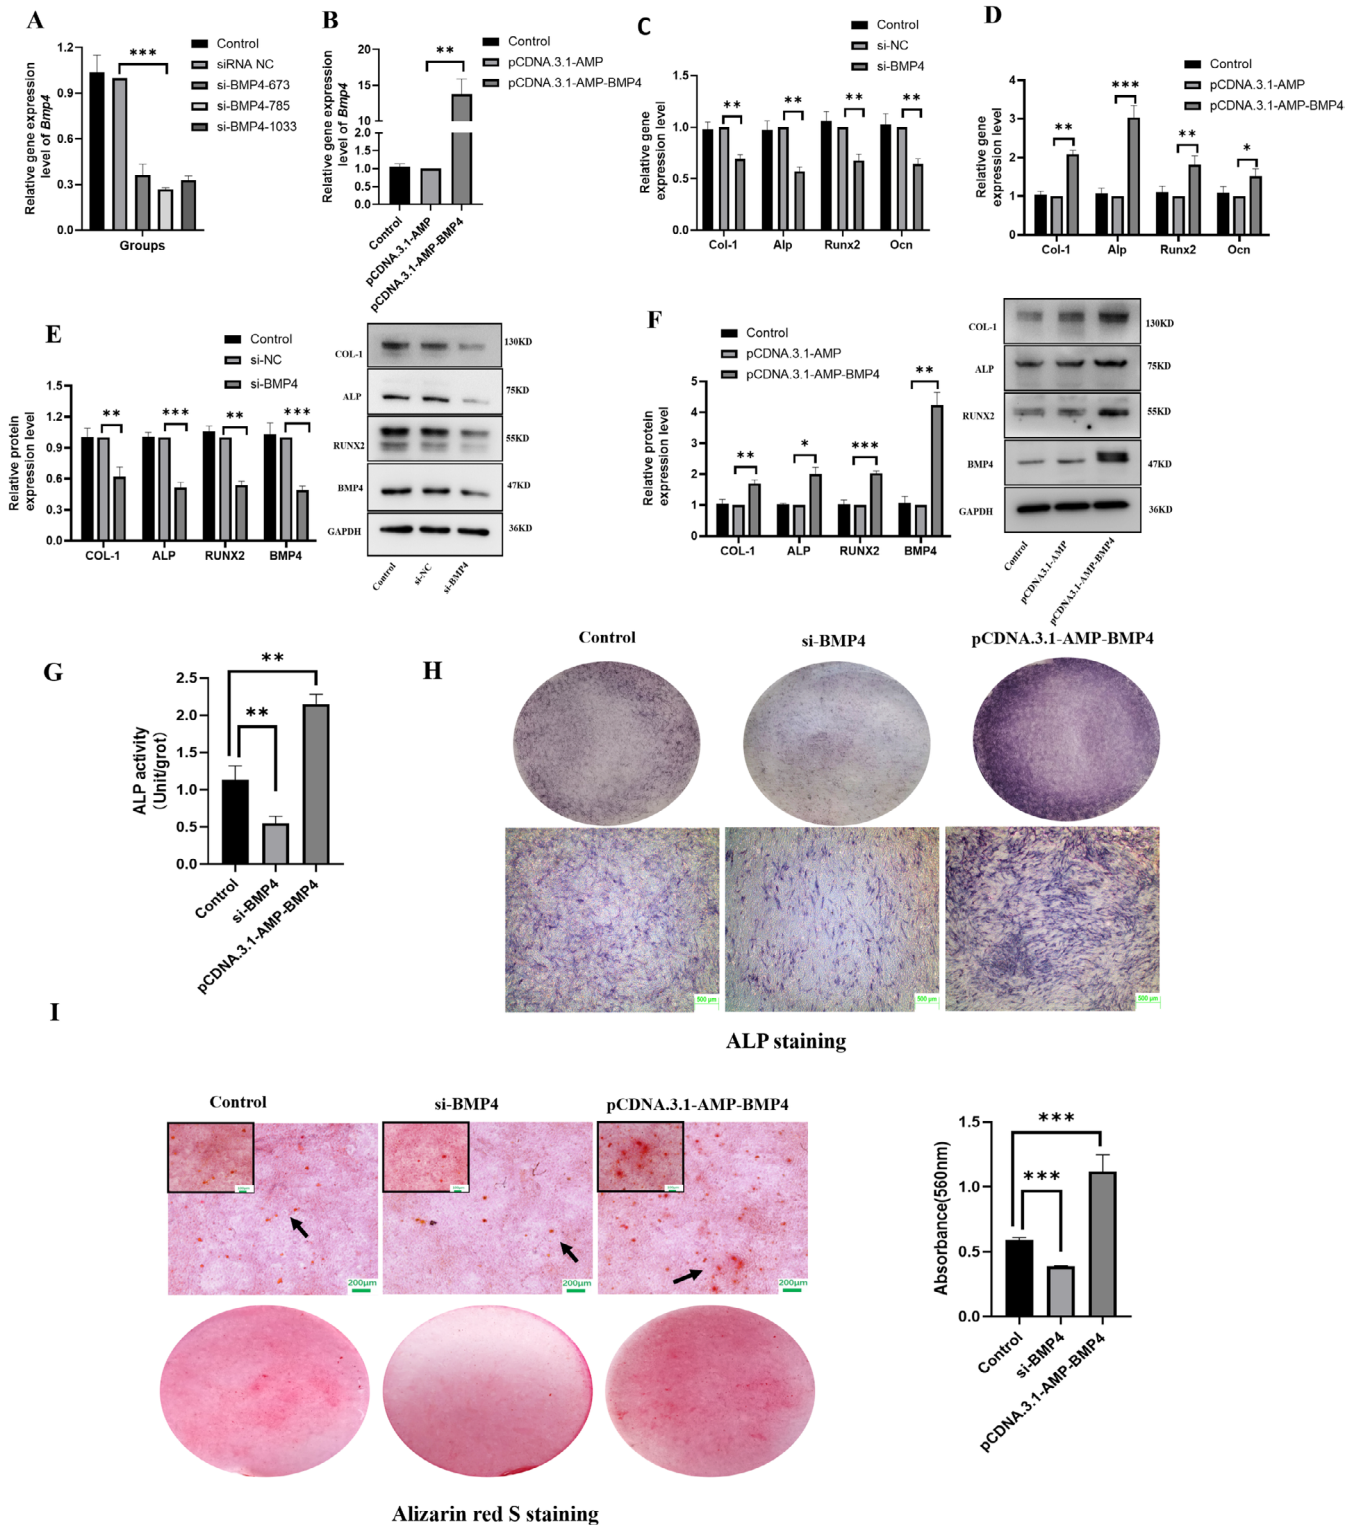 A
Control
siRNA NC
si-BMP4-673
si-BMP4-785
si-BMP4-1033
***
Relative gene expression
level of Bmp4
1.2
0.9
0.6
0.3
0.0
Groups
B
Control
pCDNA.3.1-AMP
pCDNA.3.1-AMP-BMP4
**
Relative gene expression
level of Bmp4
20
15
10
2.0
1.5
1.0
0.5
0.0
Control
pCDNA.3.1-AMP
pCDNA.3.1-AMP-BMP4
C
Control
si-NC
si-BMP4
** ** ** **
Relative gene
expression level
1.5
1.0
0.5
0.0
Col-1 Alp Runx2 Ocn
D
Control
pCDNA.3.1-AMP
pCDNA.3.1-AMP-BMP4
** *** ** *
Relative gene
expression level
4
3
2
1
0
Col-1 Alp Runx2 Ocn
E
Control
si-NC
si-BMP4
** *** ** ***
Relative protein
expression level
1.5
1.2
0.9
0.6
0.3
0.0
COL-1 ALP RUNX2 BMP4
COL-1 130KD
ALP 75KD
RUNX2 55KD
BMP4 47KD
GAPDH 36KD
Control si-NC si-BMP4
F
Control
pCDNA.3.1-AMP
pCDNA.3.1-AMP-BMP4
** * *** **
Relative protein
expression level
5
4
3
2
1
0
COL-1 ALP RUNX2 BMP4
COL-1 130KD
ALP 75KD
RUNX2 55KD
BMP4 47KD
GAPDH 36KD
Control pCDNA3.1-AMP pCDNA3.1-AMP-BMP4
G
**
**
ALP activity
(Unit/grot)
2.5
2.0
1.5
1.0
0.5
0.0
Control
si-BMP4
pCDNA.3.1-AMP-BMP4
H
Control si-BMP4 pCDNA.3.1-AMP-BMP4
500 μm 500 μm 500 μm
ALP staining
I
Control si-BMP4 pCDNA.3.1-AMP-BMP4
200μm 200μm 200μm
Alizarin red S staining
***
***
Absorbance(560nm)
1.5
1.0
0.5
0.0
Control
si-BMP4
pCDNA.3.1-AMP-BMP4